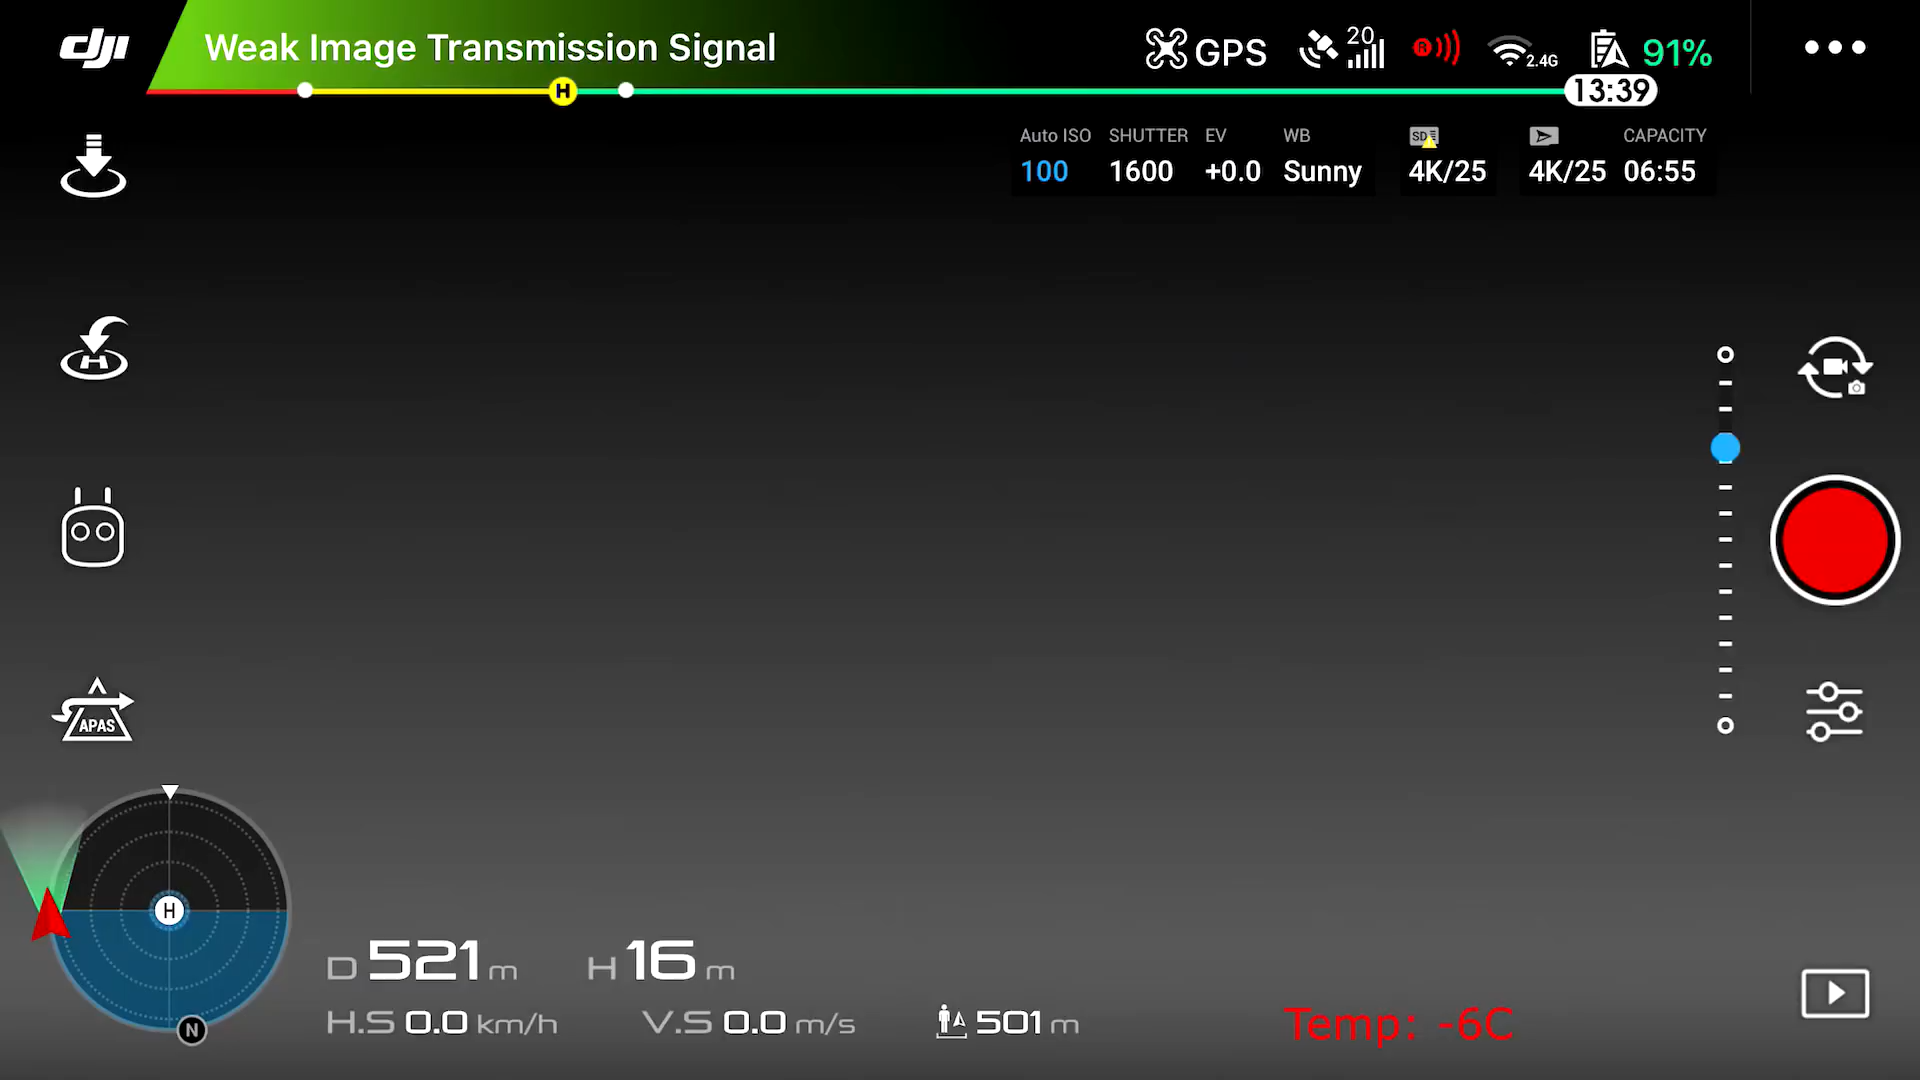 dji
Weak Image Transmission Signal
GPS
20
R
2.4G
91%
H
13:39
Auto ISO SHUTTER EV WB SD CAPACITY
100 1600 +0.0 Sunny 4K/25 4K/25 06:55
H
APAS
H
N
D 521 m H 16 m
H.S 0.0 km/h V.S 0.0 m/s 501 m
Temp: -6C